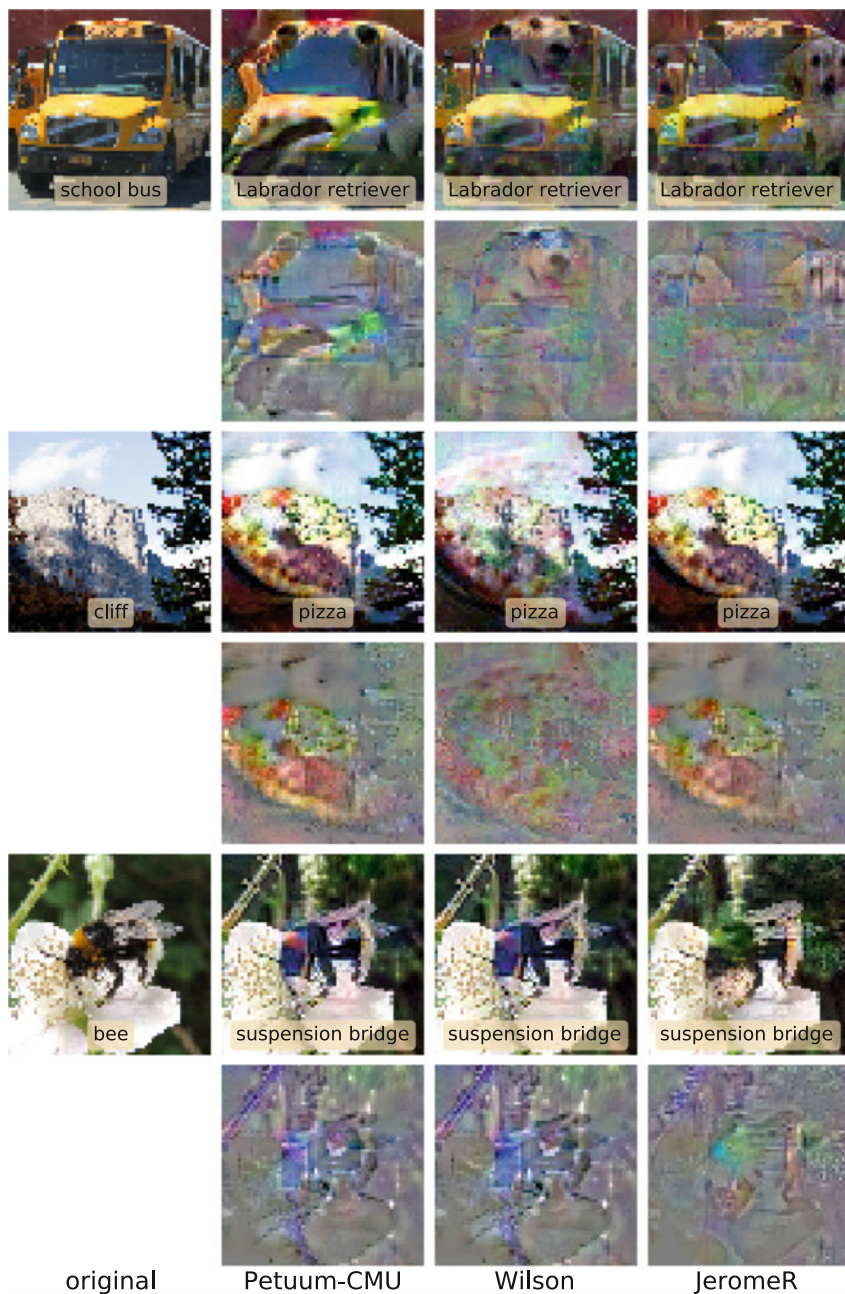 school bus
Labrador retriever
Labrador retriever
Labrador retriever
cliff
pizza
pizza
pizza
bee
suspension bridge
suspension bridge
suspension bridge
original
Petuum-CMU
Wilson
JeromeR